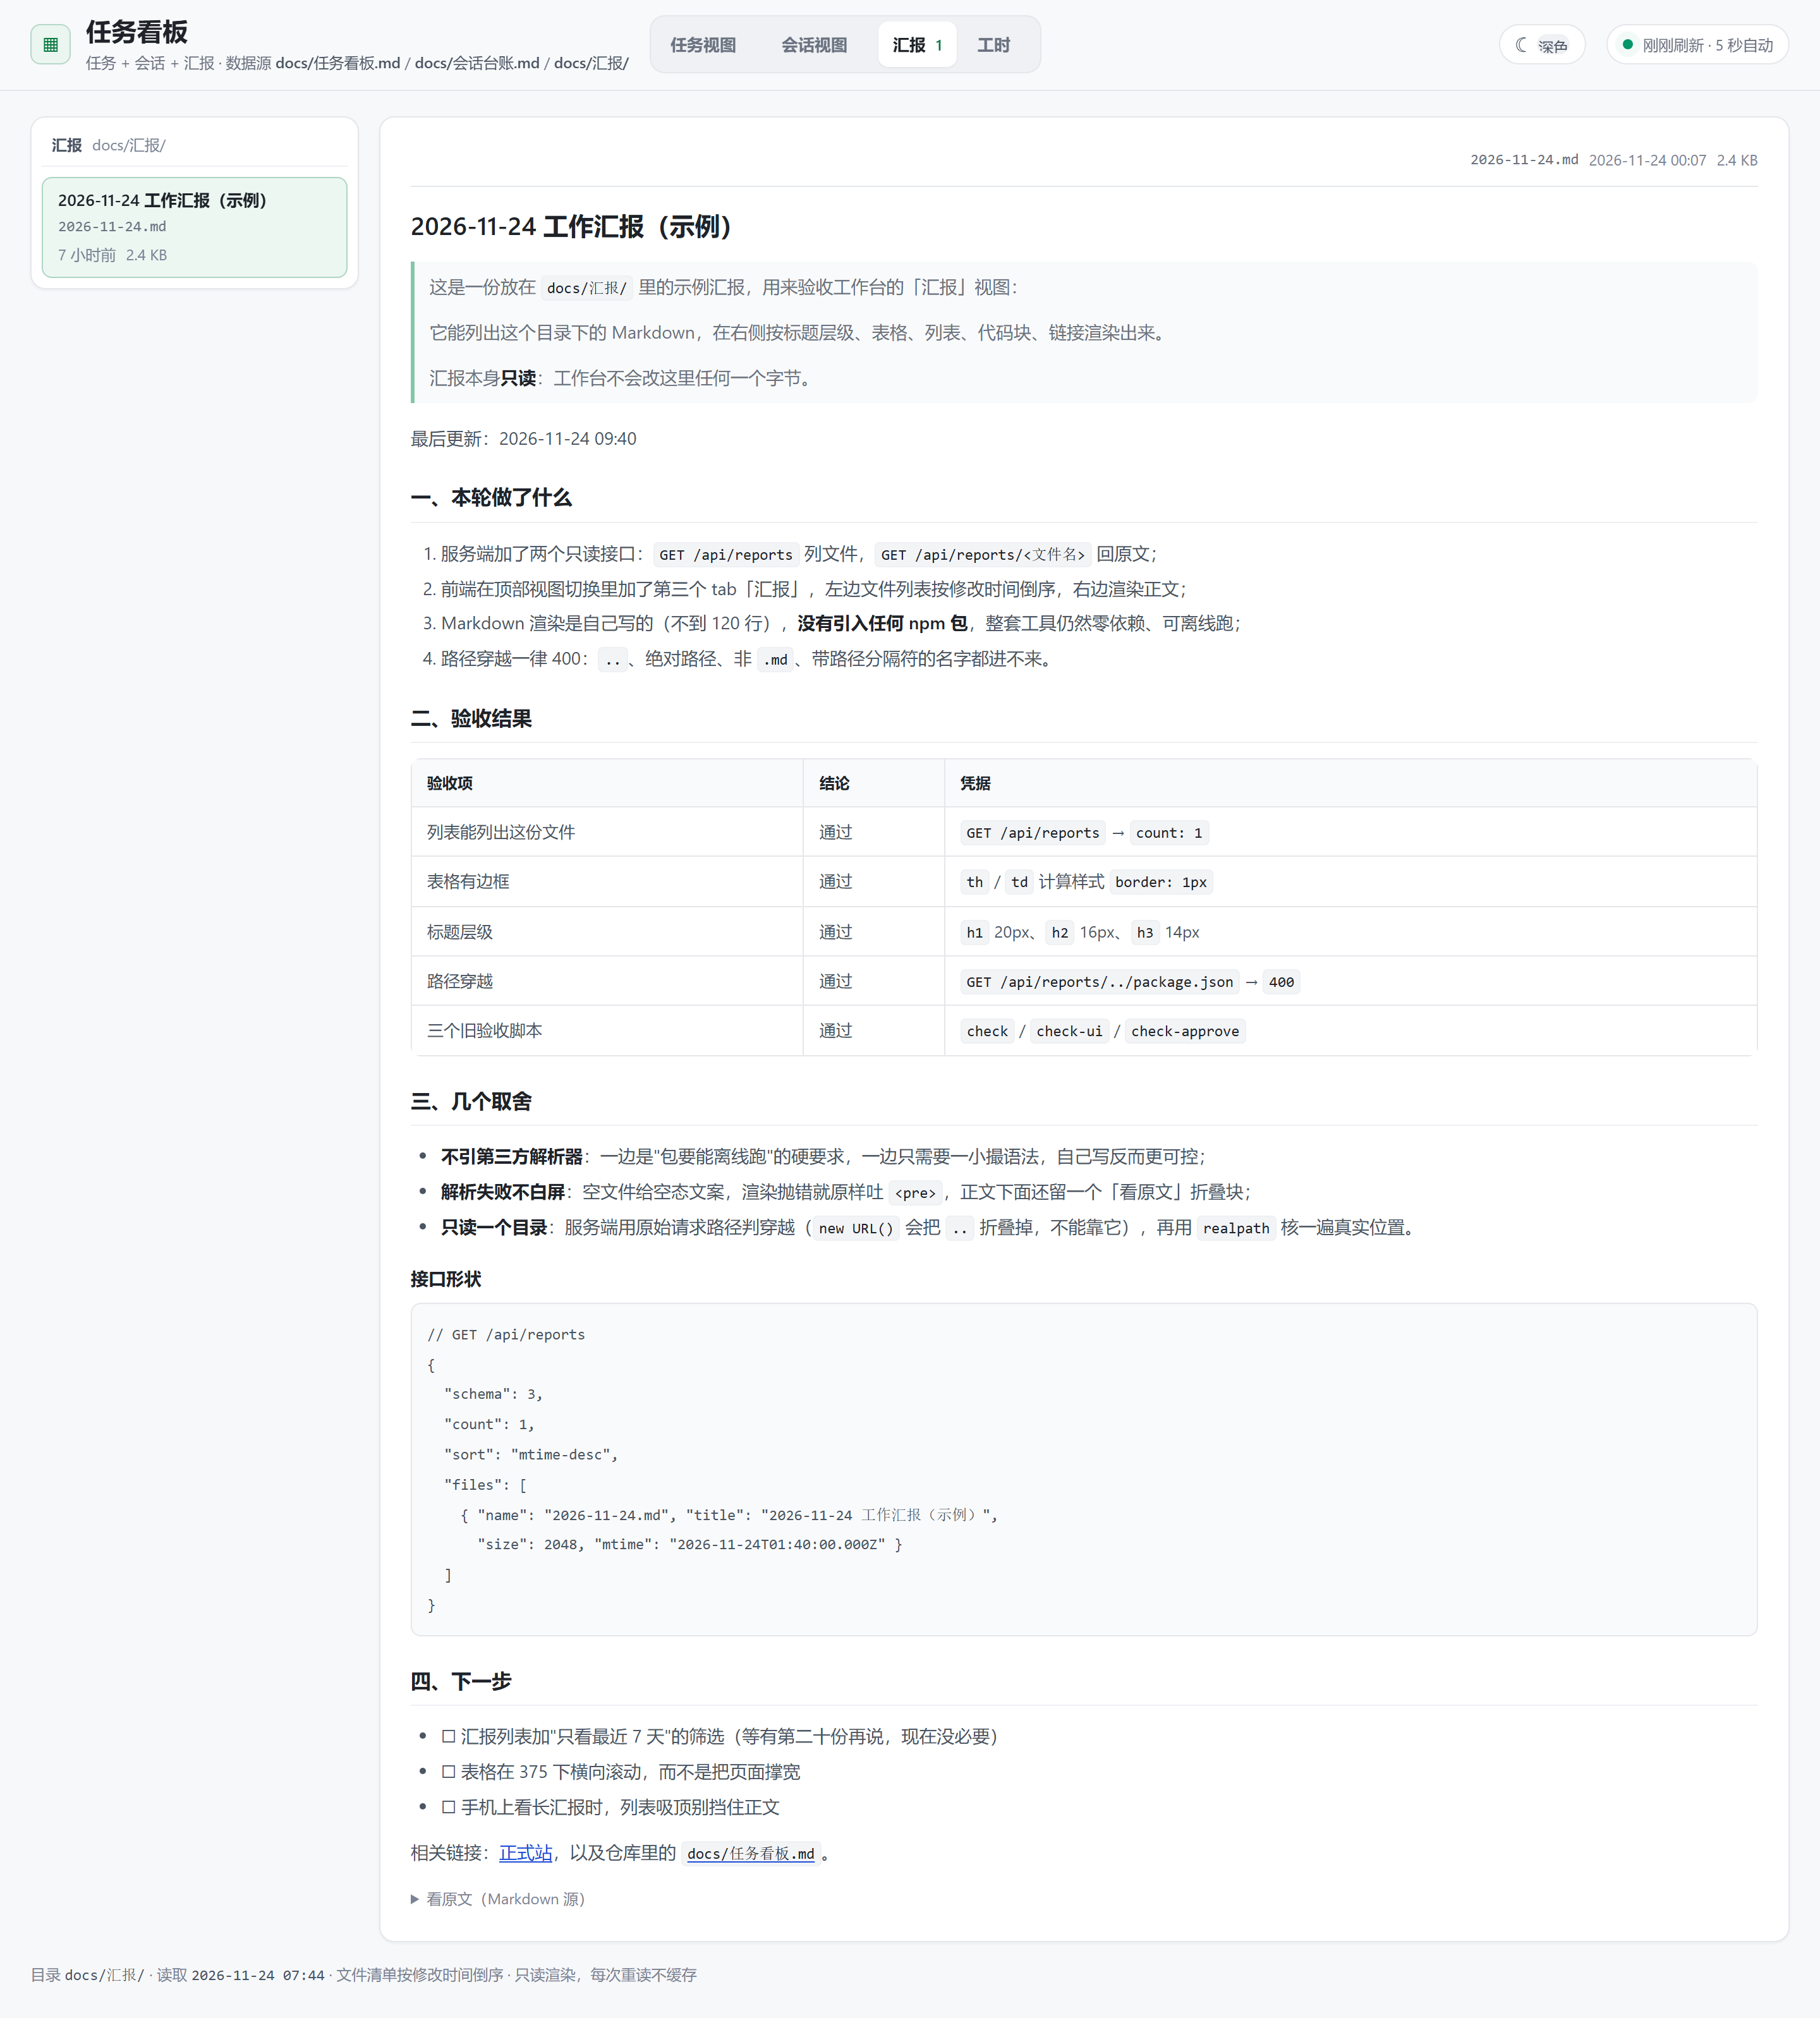 任务看板
任务 + 会话 + 汇报 · 数据源 docs/任务看板.md / docs/会话台账.md / docs/汇报/
任务视图
会话视图
汇报 1
工时
深色
刚刚刷新 · 5 秒自动
汇报 docs/汇报/
2026-11-24 工作汇报（示例）
2026-11-24.md
7 小时前 2.4 KB
2026-11-24.md 2026-11-24 00:07 2.4 KB
2026-11-24 工作汇报（示例）
这是一份放在 docs/汇报/ 里的示例汇报，用来验收工作台的「汇报」视图：
它能列出这个目录下的 Markdown，在右侧按标题层级、表格、列表、代码块、链接渲染出来。
汇报本身只读：工作台不会改这里任何一个字节。
最后更新：2026-11-24 09:40
一、本轮做了什么
1. 服务端加了两个只读接口：GET /api/reports 列文件，GET /api/reports/<文件名> 回原文；
2. 前端在顶部视图切换里加了第三个 tab「汇报」，左边文件列表按修改时间倒序，右边渲染正文；
3. Markdown 渲染是自己写的（不到 120 行），没有引入任何 npm 包，整套工具仍然零依赖、可离线跑；
4. 路径穿越一律 400：..、绝对路径、非 .md、带路径分隔符的名字都进不来。
二、验收结果
验收项 结论 凭据
列表能列出这份文件 通过 GET /api/reports → count: 1
表格有边框 通过 th / td 计算样式 border: 1px
标题层级 通过 h1 20px、h2 16px、h3 14px
路径穿越 通过 GET /api/reports/../package.json → 400
三个旧验收脚本 通过 check / check-ui / check-approve
三、几个取舍
• 不引第三方解析器：一边是"包要能离线跑"的硬要求，一边只需要一小撮语法，自己写反而更可控；
• 解析失败不白屏：空文件给空态文案，渲染抛错就原样吐 <pre>，正文下面还留一个「看原文」折叠块；
• 只读一个目录：服务端用原始请求路径判穿越（new URL() 会把 .. 折叠掉，不能靠它），再用 realpath 核一遍真实位置。
接口形状
// GET /api/reports
{
"schema": 3,
"count": 1,
"sort": "mtime-desc",
"files": [
{ "name": "2026-11-24.md", "title": "2026-11-24 工作汇报（示例）",
"size": 2048, "mtime": "2026-11-24T01:40:00.000Z" }
]
}
四、下一步
• ☐ 汇报列表加"只看最近 7 天"的筛选（等有第二十份再说，现在没必要）
• ☐ 表格在 375 下横向滚动，而不是把页面撑宽
• ☐ 手机上看长汇报时，列表吸顶别挡住正文
相关链接：正式站，以及仓库里的 docs/任务看板.md。
▶ 看原文（Markdown 源）
目录 docs/汇报/ · 读取 2026-11-24 07:44 · 文件清单按修改时间倒序 · 只读渲染，每次重读不缓存